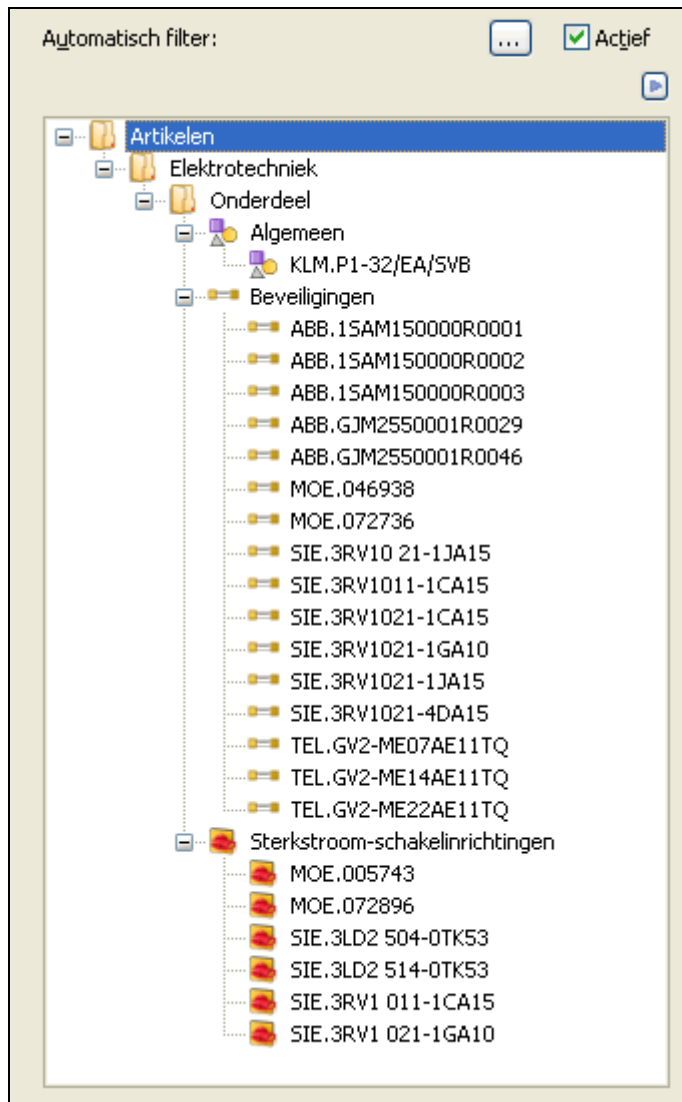 Automatisch filter: ... Actief
Artikelen
Elektrotechniek
Onderdeel
Algemeen
KLM.P1-32/EA/SVB
Beveiligingen
ABB.1SAM150000R0001
ABB.1SAM150000R0002
ABB.1SAM150000R0003
ABB.GJM2550001R0029
ABB.GJM2550001R0046
MOE.046938
MOE.072736
SIE.3RV10 21-1JA15
SIE.3RV1011-1CA15
SIE.3RV1021-1CA15
SIE.3RV1021-1GA10
SIE.3RV1021-1JA15
SIE.3RV1021-4DA15
TEL.GV2-ME07AE11TQ
TEL.GV2-ME14AE11TQ
TEL.GV2-ME22AE11TQ
Sterkstroom-schakelinrichtingen
MOE.005743
MOE.072896
SIE.3LD2 504-0TK53
SIE.3LD2 514-0TK53
SIE.3RV1 011-1CA15
SIE.3RV1 021-1GA10